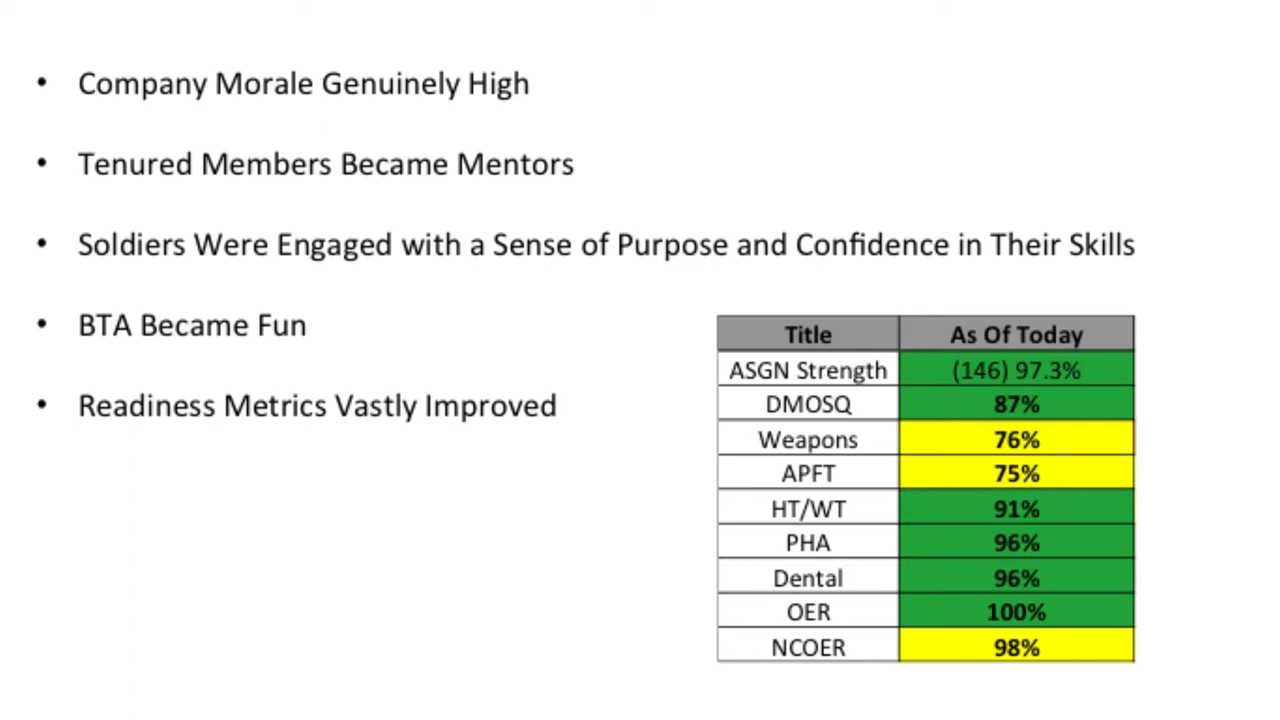 • Company Morale Genuinely High
• Tenured Members Became Mentors
• Soldiers Were Engaged with a Sense of Purpose and Confidence in Their Skills
• BTA Became Fun
• Readiness Metrics Vastly Improved
Title As Of Today
ASGN Strength (146) 97.3%
DMOSQ 87%
Weapons 76%
APFT 75%
HT/WT 91%
PHA 96%
Dental 96%
OER 100%
NCOER 98%